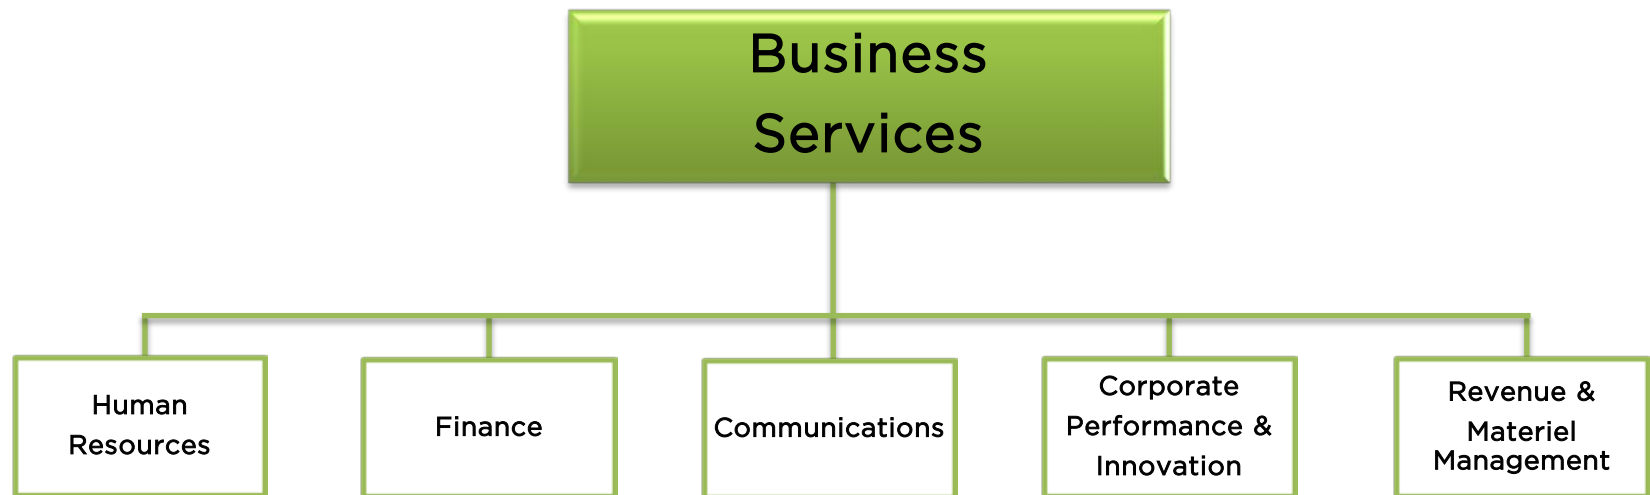 Business
Services
Human
Resources
Finance
Communications
Corporate
Performance &
Innovation
Revenue &
Materiel
Management